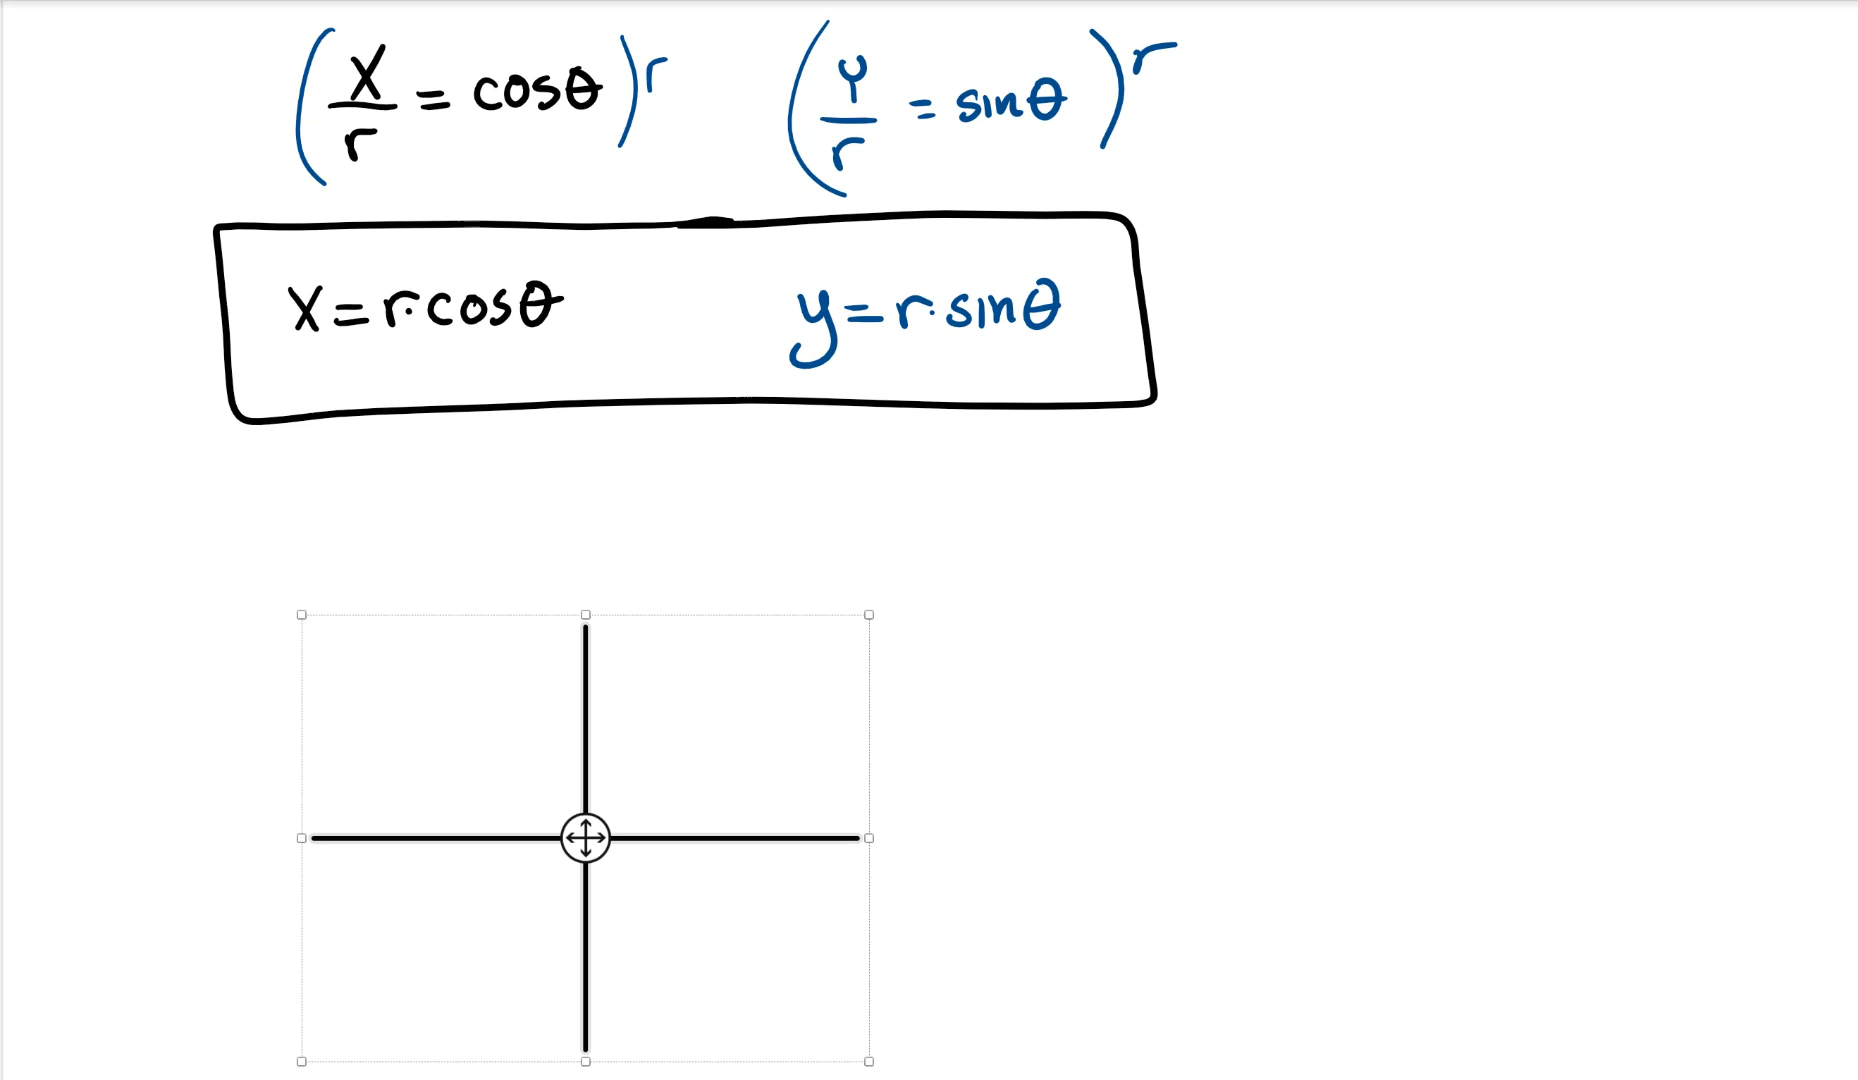 (x/r = cosθ)r (y/r = sinθ)r
x=r·cosθ y=r·sinθ